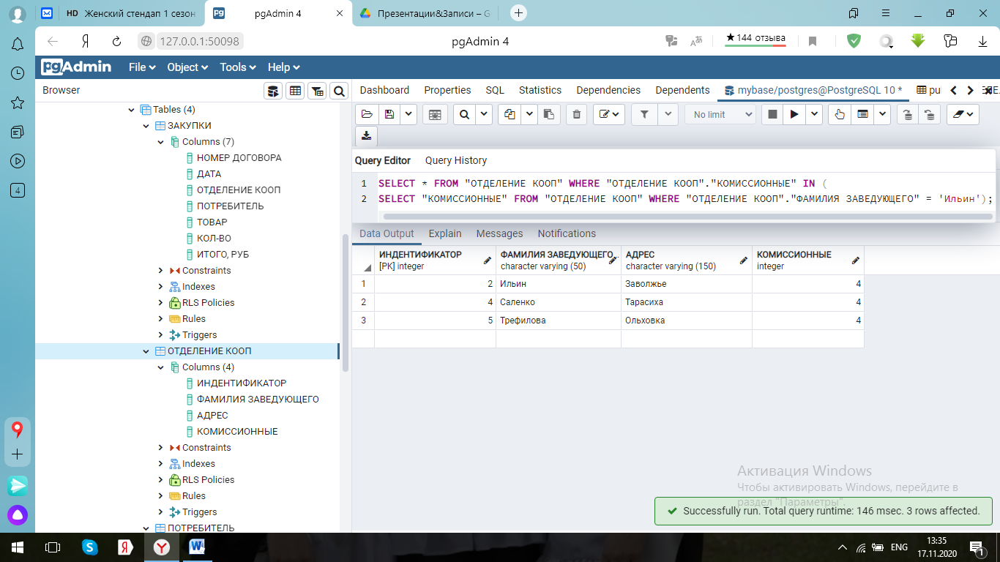 HD Женский стендап 1 сезон
pgAdmin 4
Презентации&Записи – G
127.0.0.1:50098
pgAdmin 4
★144 отзыва
pgAdmin
File Object Tools Help
Browser
Dashboard Properties SQL Statistics Dependencies Dependents mybase/postgres@PostgreSQL 10 * pu
No limit
Tables (4)
ЗАКУПКИ
Columns (7)
НОМЕР ДОГОВОРА
ДАТА
ОТДЕЛЕНИЕ КООП
ПОТРЕБИТЕЛЬ
ТОВАР
КОЛ-ВО
ИТОГО, РУБ
Constraints
Indexes
RLS Policies
Rules
Triggers
ОТДЕЛЕНИЕ КООП
Columns (4)
ИНДЕНТИФИКАТОР
ФАМИЛИЯ ЗАВЕДУЮЩЕГО
АДРЕС
КОМИССИОННЫЕ
Constraints
Indexes
RLS Policies
Rules
Triggers
ПОТРЕБИТЕЛЬ
Query Editor Query History
1 SELECT * FROM "ОТДЕЛЕНИЕ КООП" WHERE "ОТДЕЛЕНИЕ КООП"."КОМИССИОННЫЕ" IN (
2 SELECT "КОМИССИОННЫЕ" FROM "ОТДЕЛЕНИЕ КООП" WHERE "ОТДЕЛЕНИЕ КООП"."ФАМИЛИЯ ЗАВЕДУЮЩЕГО" = 'Ильин');
Data Output Explain Messages Notifications
ИНДЕНТИФИКАТОР ФАМИЛИЯ ЗАВЕДУЮЩЕГО... АДРЕС КОМИССИОННЫЕ
[PK] integer character varying (50) character varying (150) integer
1 2 Ильин Заволжье 4
2 4 Саленко Тарасиха 4
3 5 Трефилова Ольховка 4
Активация Windows
Чтобы активировать Windows, перейдите в
раздел "Параметры".
Successfully run. Total query runtime: 146 msec. 3 rows affected.
4
ENG
13:35
17.11.2020
1